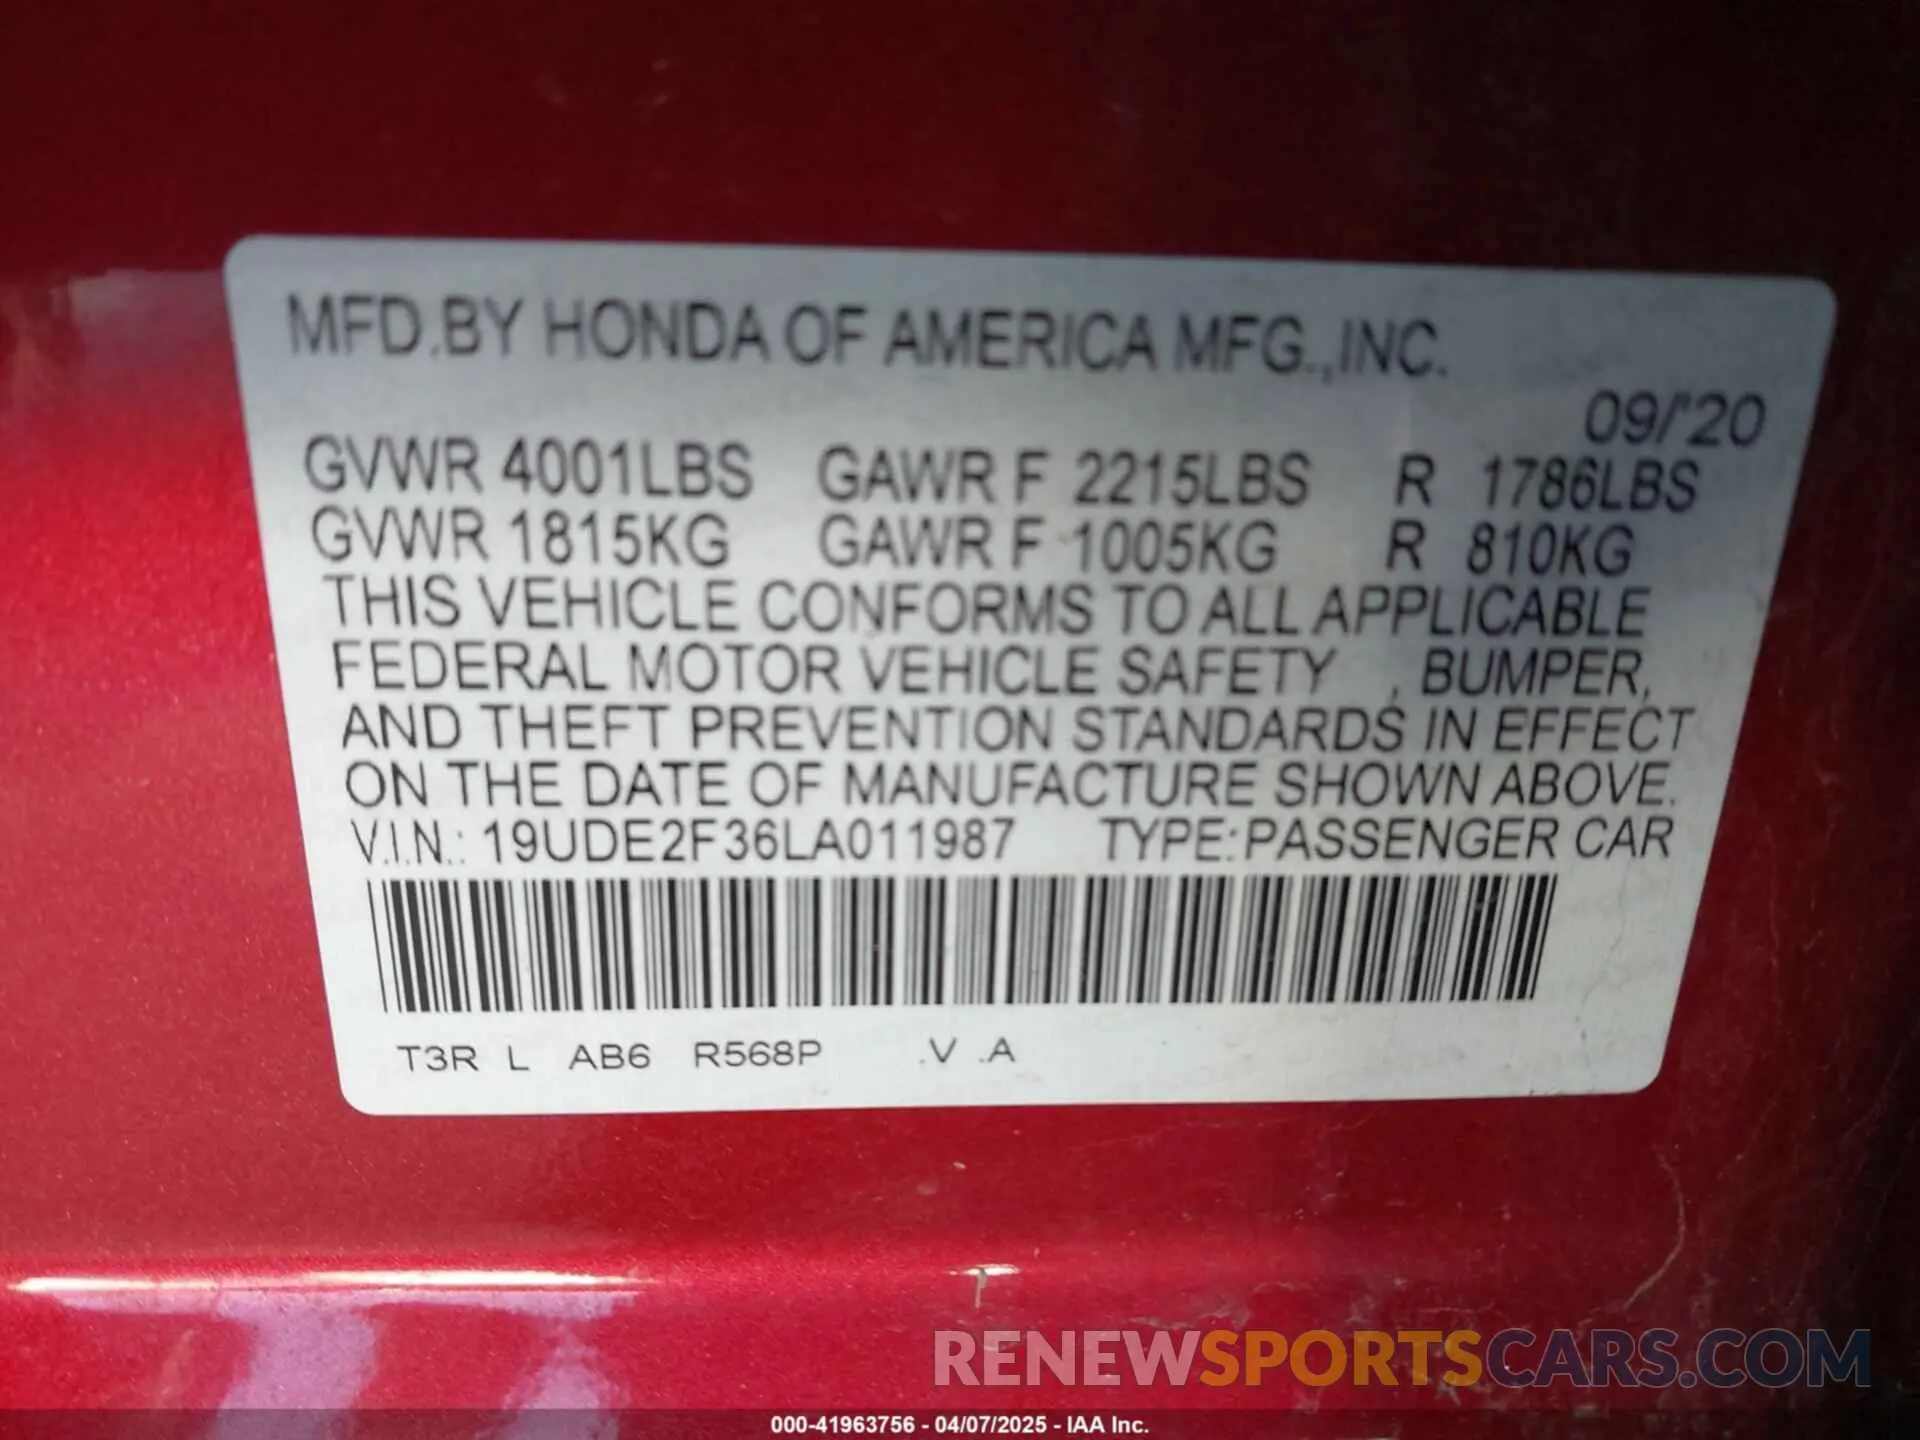 MFD.BY HONDA OF AMERICA MFG.,INC.
09/'20
GVWR 4001LBS GAWR F 2215LBS R 1786LBS
GVWR 1815KG GAWR F 1005KG R 810KG
THIS VEHICLE CONFORMS TO ALL APPLICABLE
FEDERAL MOTOR VEHICLE SAFETY , BUMPER,
AND THEFT PREVENTION STANDARDS IN EFFECT
ON THE DATE OF MANUFACTURE SHOWN ABOVE.
V.I.N.: 19UDE2F36LA011987 TYPE:PASSENGER CAR
T3R L AB6 R568P .V .A
RENEWSPORTSCARS.COM
000-41963756 - 04/07/2025 - IAA Inc.